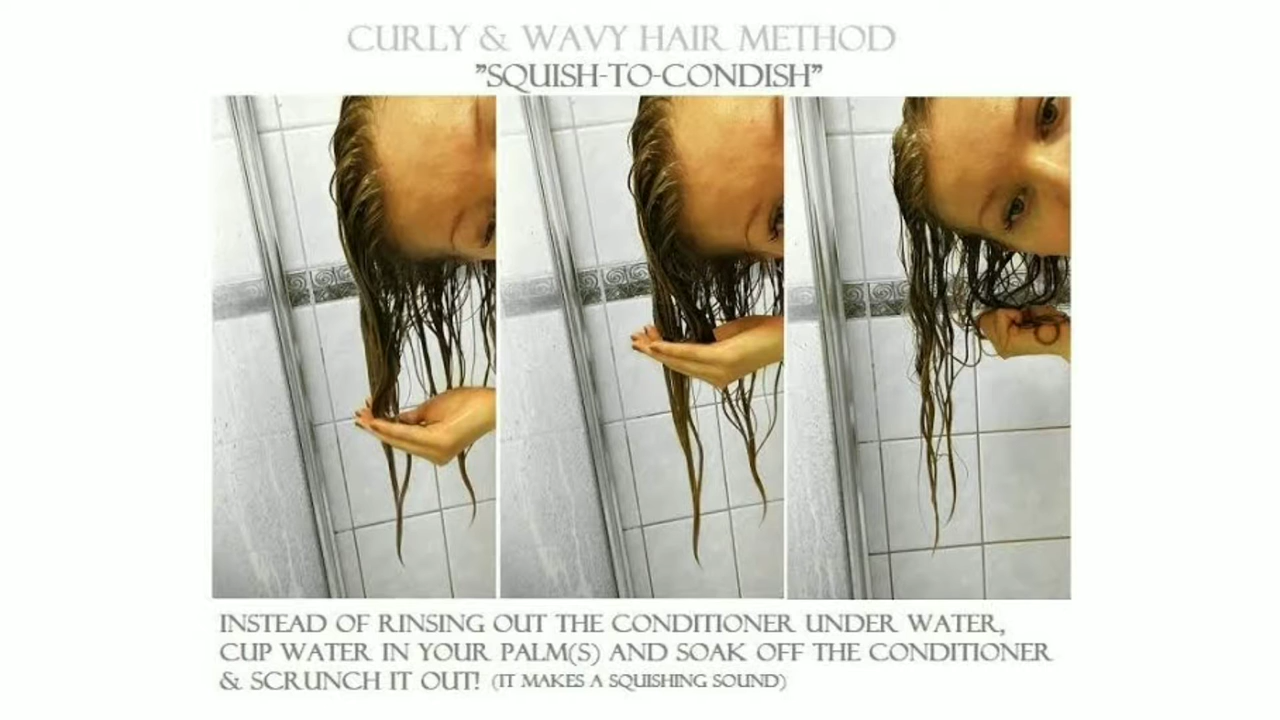 CURLY & WAVY HAIR METHOD
"SQUISH-TO-CONDISH"
INSTEAD OF RINSING OUT THE CONDITIONER UNDER WATER,
CUP WATER IN YOUR PALM(S) AND SOAK OFF THE CONDITIONER
& SCRUNCH IT OUT! (IT MAKES A SQUISHING SOUND)